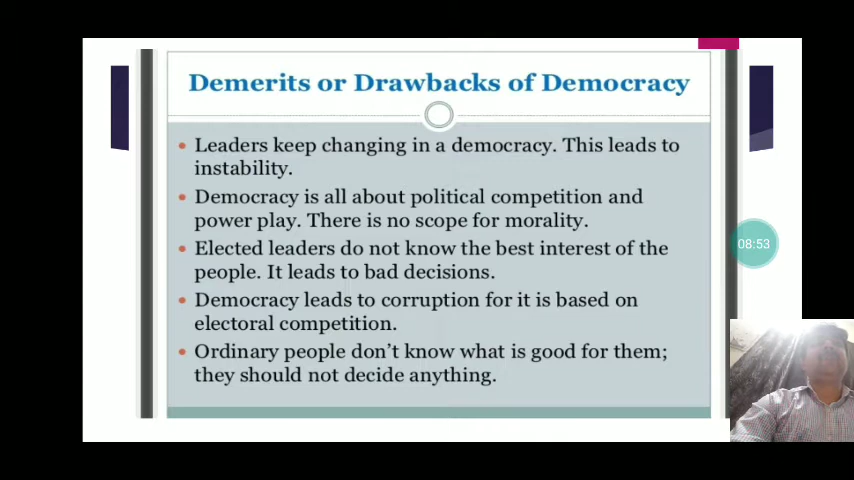 Demerits or Drawbacks of Democracy
• Leaders keep changing in a democracy. This leads to
instability.
• Democracy is all about political competition and
power play. There is no scope for morality.
• Elected leaders do not know the best interest of the
people. It leads to bad decisions.
• Democracy leads to corruption for it is based on
electoral competition.
• Ordinary people don’t know what is good for them;
they should not decide anything.
08:53